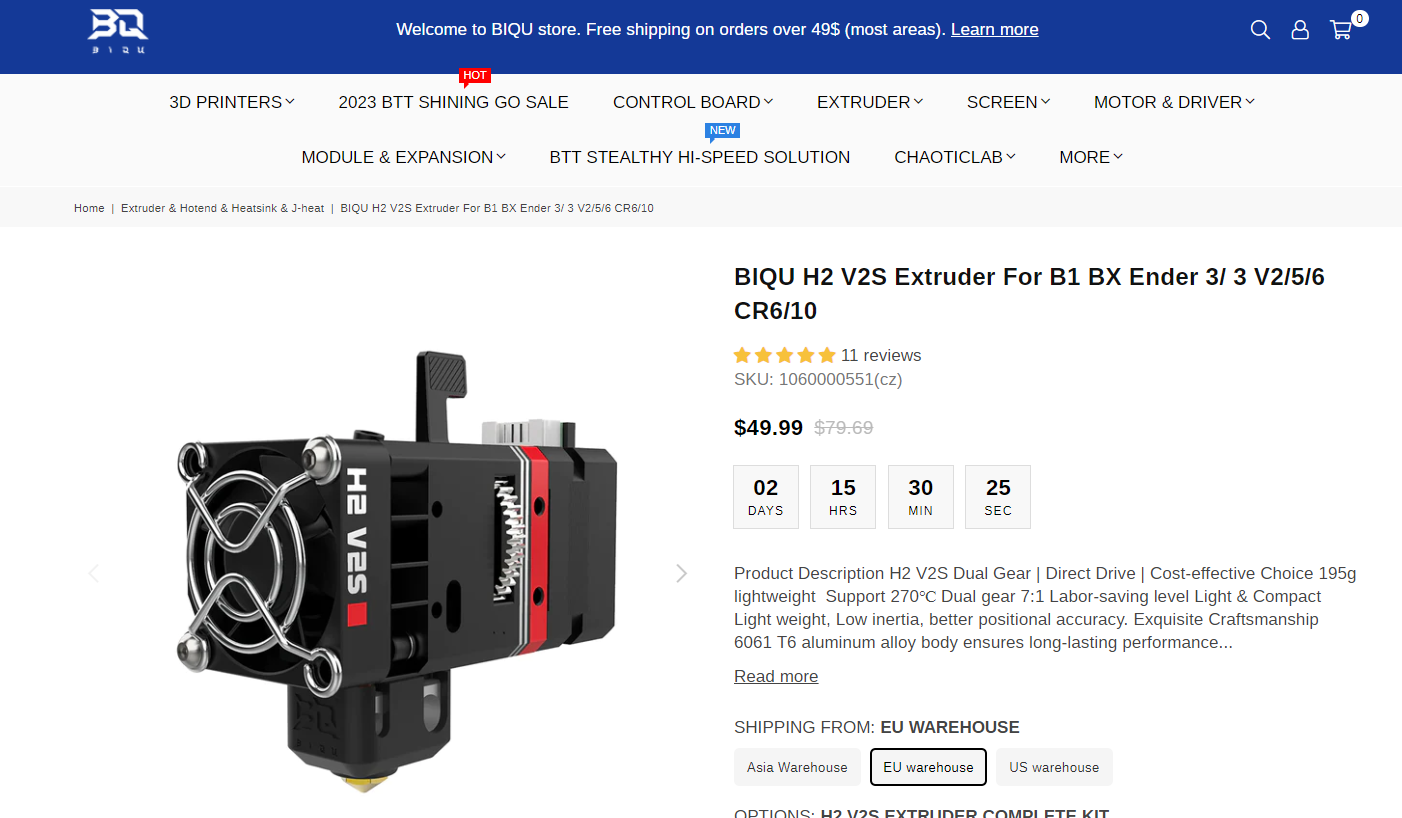 BIQU
Welcome to BIQU store. Free shipping on orders over 49$ (most areas). Learn more
0
HOT
3D PRINTERS
2023 BTT SHINING GO SALE
CONTROL BOARD
EXTRUDER
SCREEN
MOTOR & DRIVER
NEW
MODULE & EXPANSION
BTT STEALTHY HI-SPEED SOLUTION
CHAOTICLAB
MORE
Home | Extruder & Hotend & Heatsink & J-heat | BIQU H2 V2S Extruder For B1 BX Ender 3/ 3 V2/5/6 CR6/10
BIQU H2 V2S Extruder For B1 BX Ender 3/ 3 V2/5/6
CR6/10
11 reviews
SKU: 1060000551(cz)
$49.99 $79.69
02 15 30 25
DAYS HRS MIN SEC
H2 V2S
BIQU
Product Description H2 V2S Dual Gear | Direct Drive | Cost-effective Choice 195g
lightweight  Support 270℃ Dual gear 7:1 Labor-saving level Light & Compact
Light weight, Low inertia, better positional accuracy. Exquisite Craftsmanship
6061 T6 aluminum alloy body ensures long-lasting performance...
Read more
SHIPPING FROM: EU WAREHOUSE
Asia Warehouse
EU warehouse
US warehouse
OPTIONS: H2 V2S EXTRUDER COMPLETE KIT